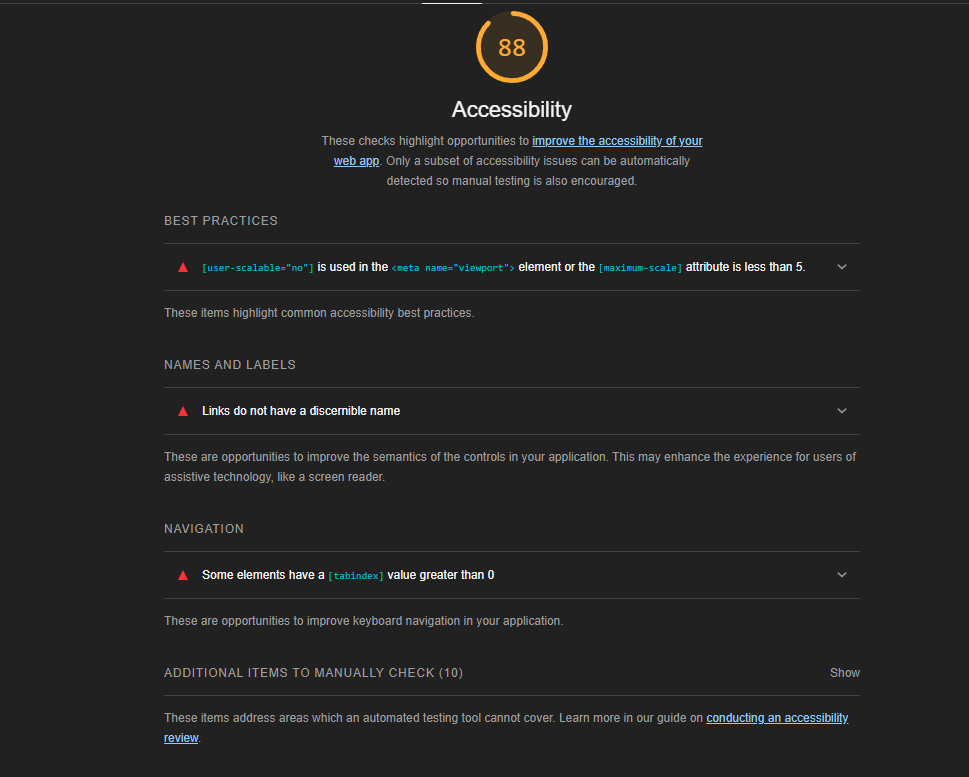 88
Accessibility
These checks highlight opportunities to improve the accessibility of your
web app. Only a subset of accessibility issues can be automatically
detected so manual testing is also encouraged.
BEST PRACTICES
[user-scalable="no"] is used in the <meta name="viewport"> element or the [maximum-scale] attribute is less than 5.
These items highlight common accessibility best practices.
NAMES AND LABELS
Links do not have a discernible name
These are opportunities to improve the semantics of the controls in your application. This may enhance the experience for users of
assistive technology, like a screen reader.
NAVIGATION
Some elements have a [tabindex] value greater than 0
These are opportunities to improve keyboard navigation in your application.
ADDITIONAL ITEMS TO MANUALLY CHECK (10) Show
These items address areas which an automated testing tool cannot cover. Learn more in our guide on conducting an accessibility
review.